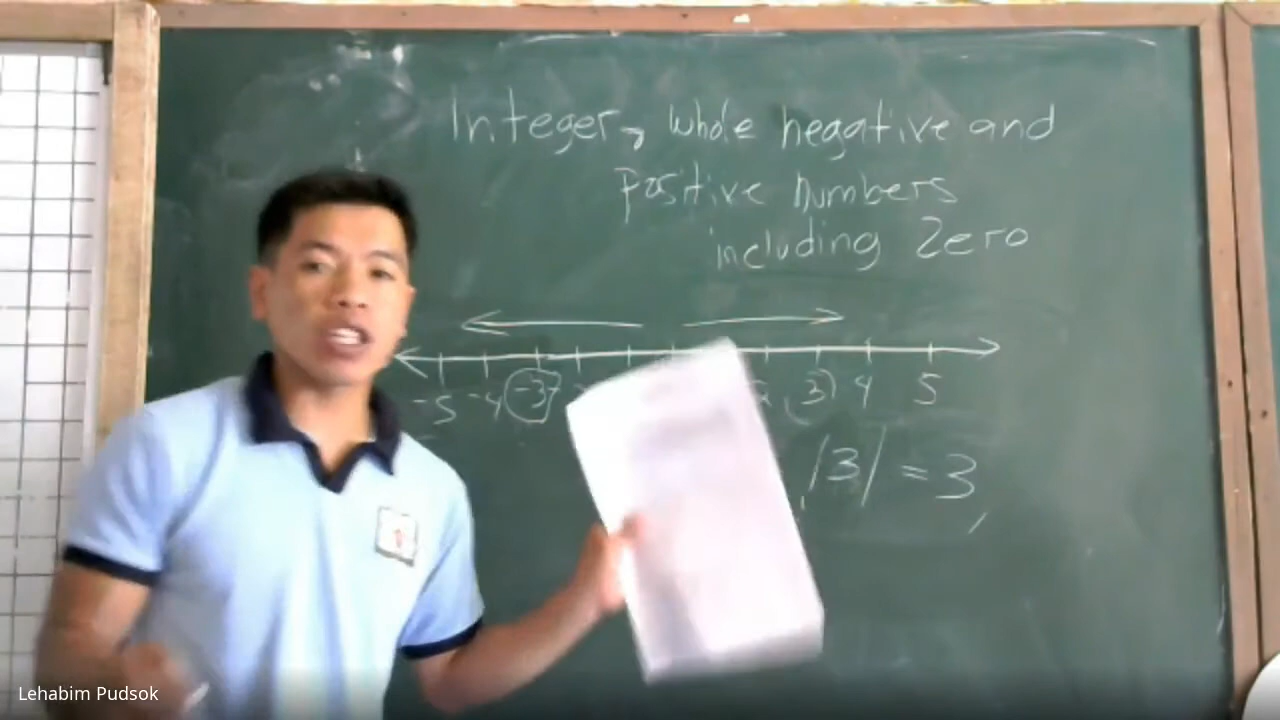 Integer, whole negative and
positive numbers
including Zero
-5 -4 -3 3 4 5
|3| = 3
Lehabim Pudsok